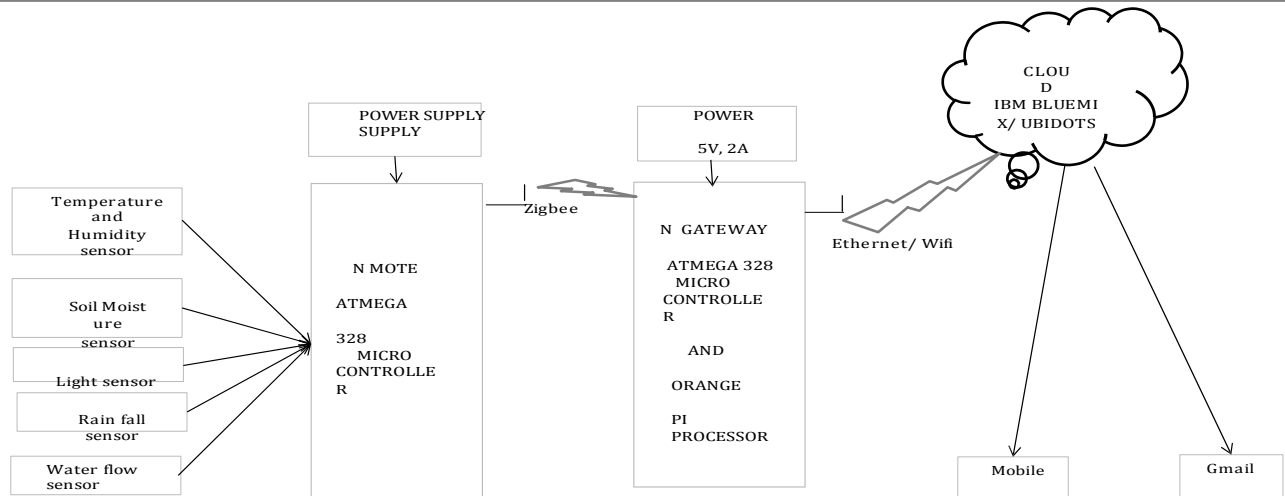 POWER SUPPLY
SUPPLY
POWER
5V, 2A
CLOU
D
IBM BLUEMI
X/ UBIDOTS
Temperature
and
Humidity
sensor
Soil Moist
ure
sensor
Light sensor
Rain fall
sensor
Water flow
sensor
N MOTE
ATMEGA
328
MICRO
CONTROLLE
R
Zigbee
N GATEWAY
ATMEGA 328
MICRO
CONTROLLE
R
AND
ORANGE
PI
PROCESSOR
Ethernet/ Wifi
Mobile
Gmail